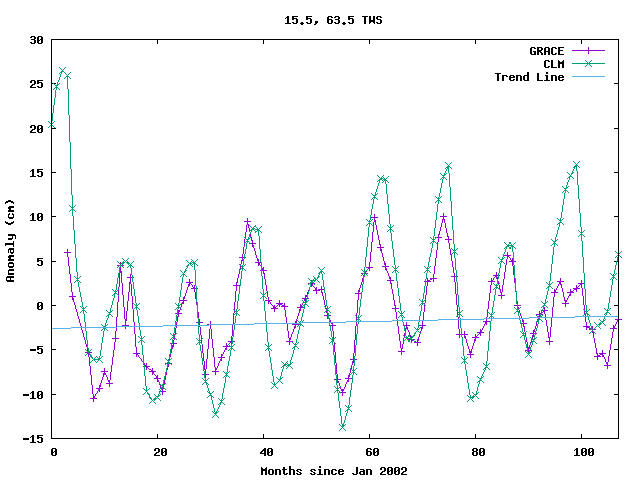 15.5, 63.5 TWS
GRACE
CLM
Trend Line
30
25
20
15
10
5
0
-5
-10
-15
Anomaly (cm)
0 20 40 60 80 100
Months since Jan 2002